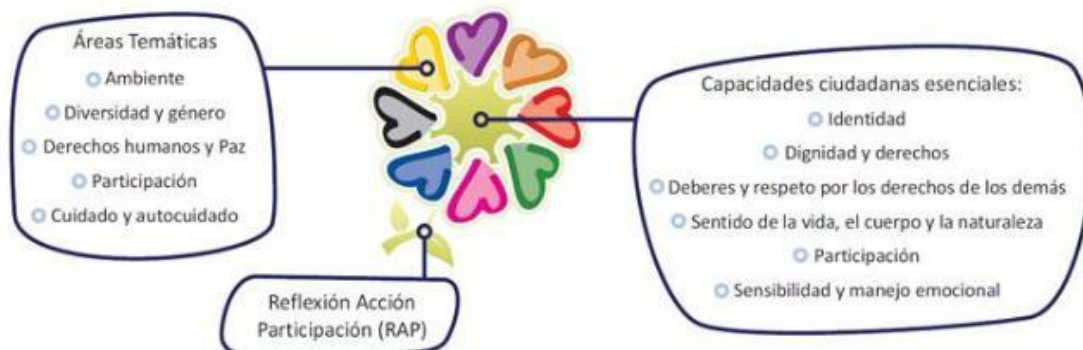 Áreas Temáticas
Ambiente
Diversidad y género
Derechos humanos y Paz
Participación
Cuidado y autocuidado
Reflexión Acción
Participación (RAP)
Capacidades ciudadanas esenciales:
Identidad
Dignidad y derechos
Deberes y respeto por los derechos de los demás
Sentido de la vida, el cuerpo y la naturaleza
Participación
Sensibilidad y manejo emocional